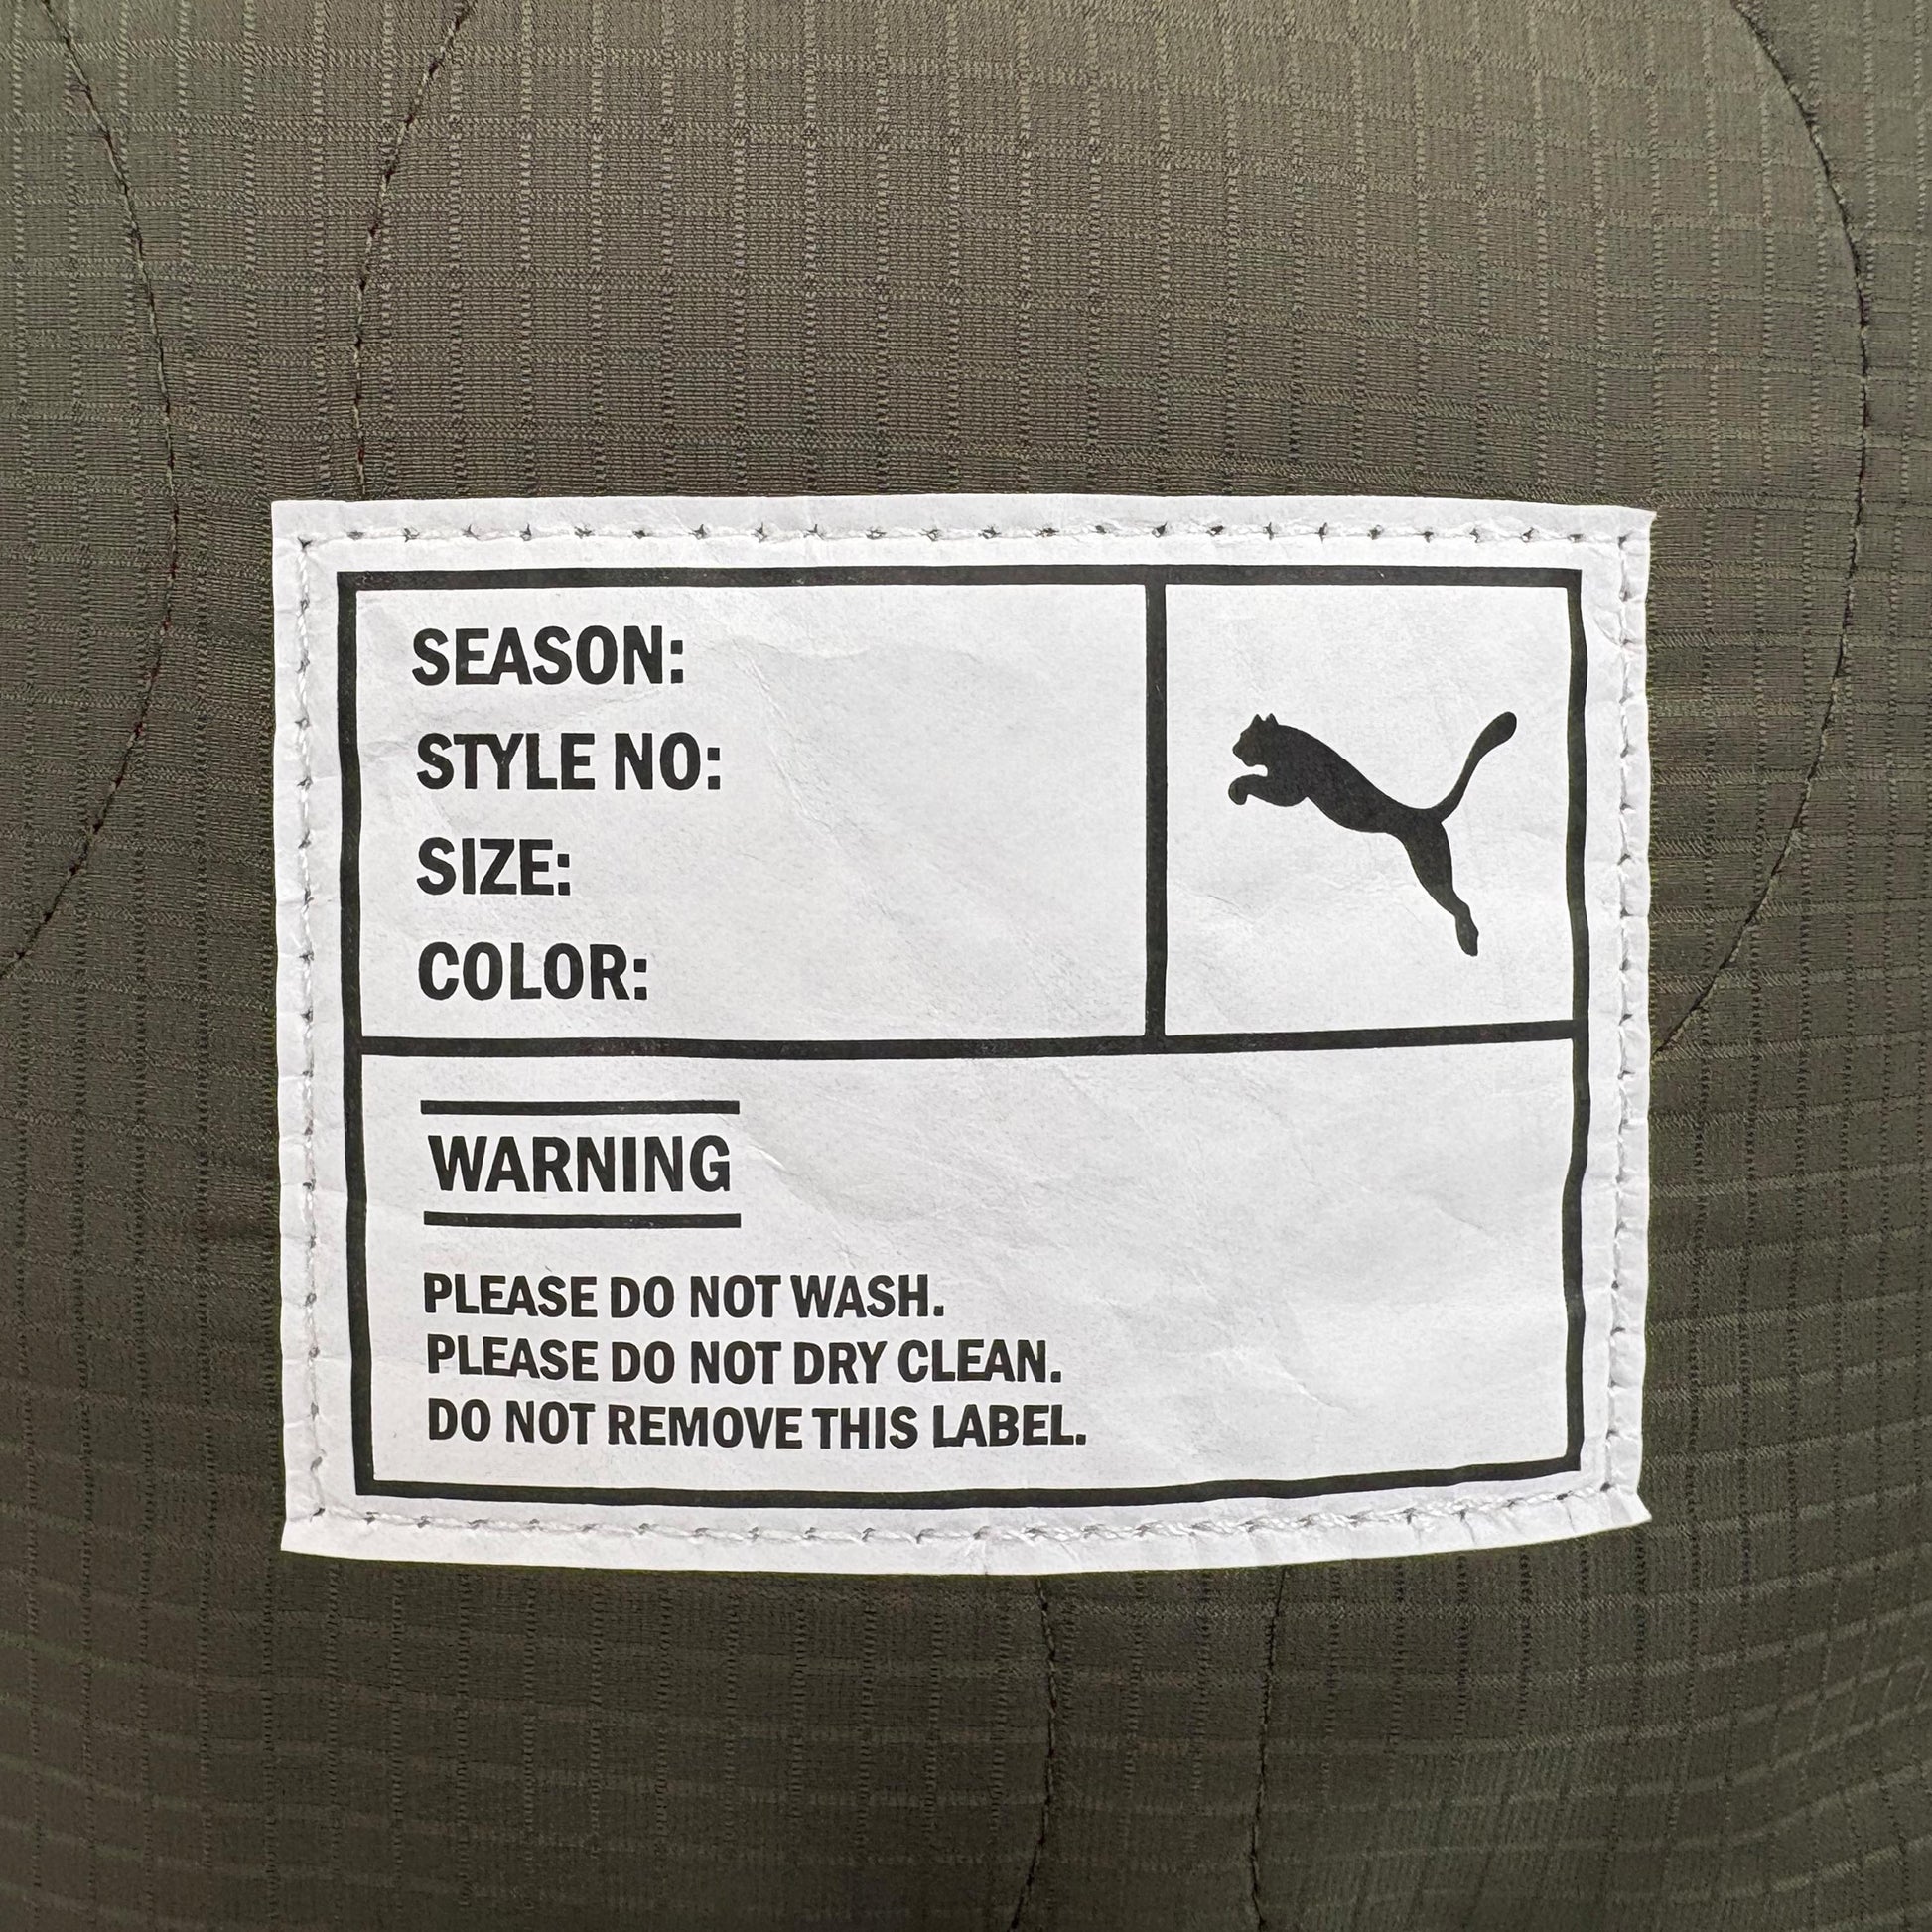 SEASON:
STYLE NO:
SIZE:
COLOR:
WARNING
PLEASE DO NOT WASH.
PLEASE DO NOT DRY CLEAN.
DO NOT REMOVE THIS LABEL.